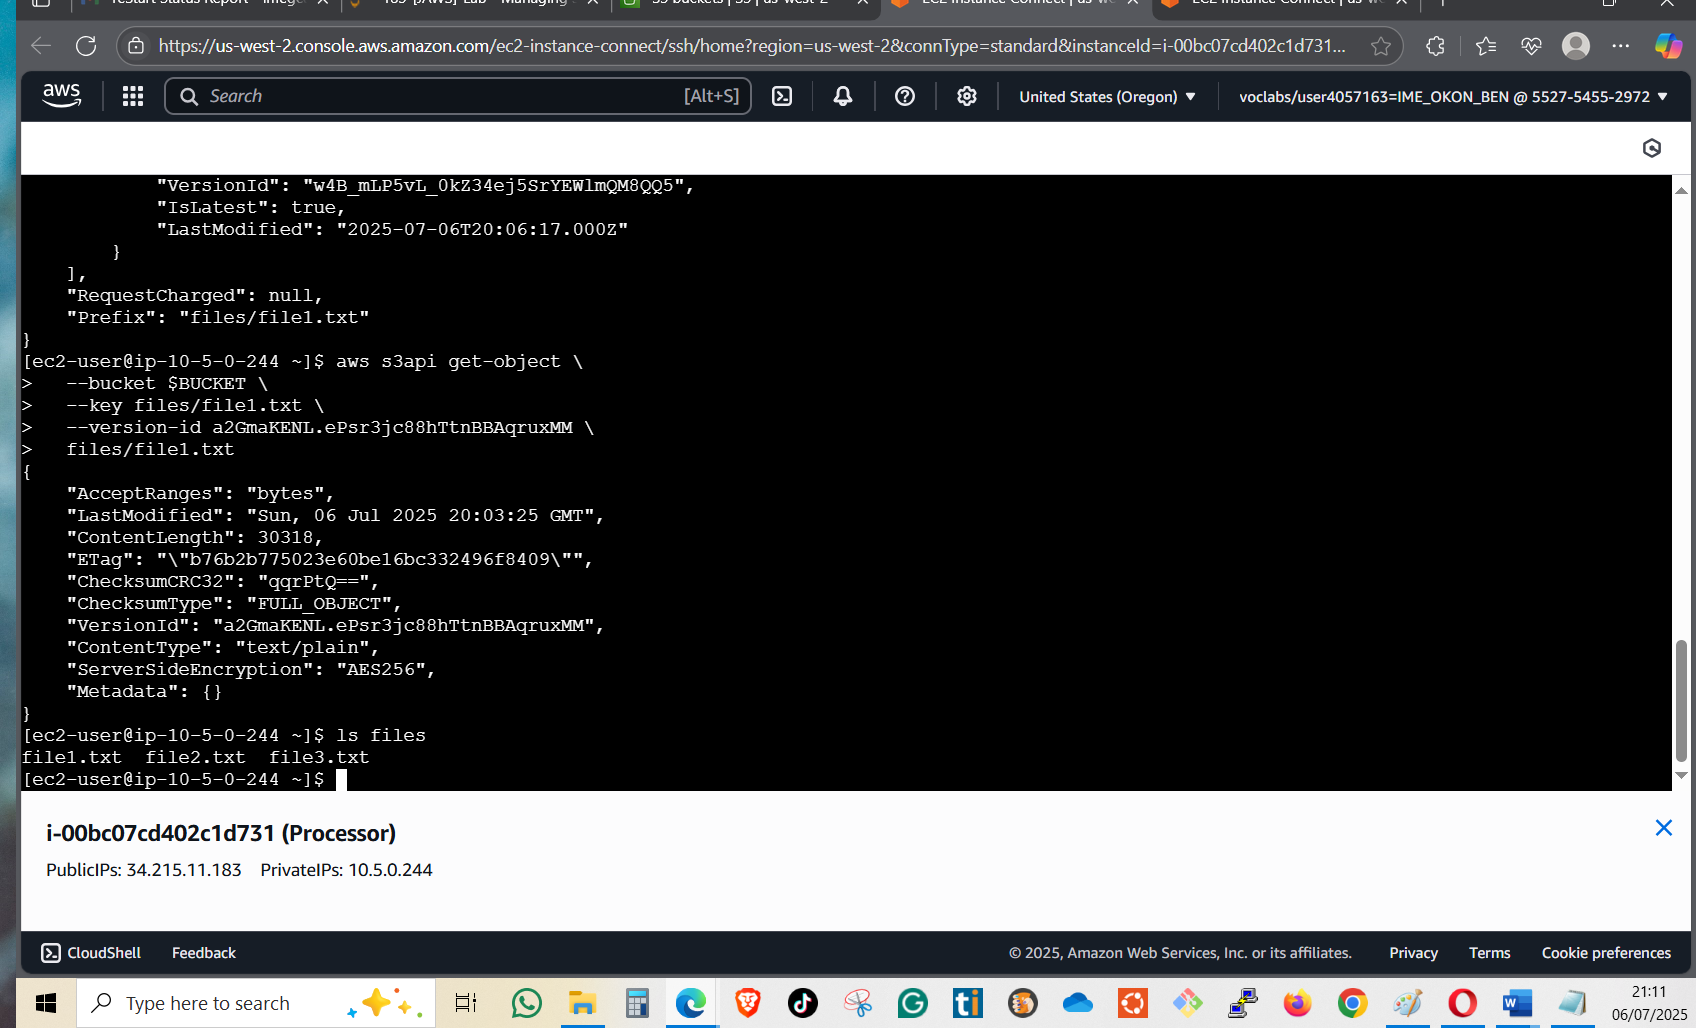 https://us-west-2.console.aws.amazon.com/ec2-instance-connect/ssh/home?region=us-west-2&connType=standard&instanceId=i-00bc07cd402c1d731...
aws
Search [Alt+S]
United States (Oregon)
voclabs/user4057163=IME_OKON_BEN @ 5527-5455-2972
"VersionId": "w4B_mLP5vL_0kZ34ej5SrYEWlmQM8QQ5",
"IsLatest": true,
"LastModified": "2025-07-06T20:06:17.000Z"
}
],
"RequestCharged": null,
"Prefix": "files/file1.txt"
}
[ec2-user@ip-10-5-0-244 ~]$ aws s3api get-object \
>   --bucket $BUCKET \
>   --key files/file1.txt \
>   --version-id a2GmaKENL.ePsr3jc88hTtnBBAqruxMM \
>   files/file1.txt
{
"AcceptRanges": "bytes",
"LastModified": "Sun, 06 Jul 2025 20:03:25 GMT",
"ContentLength": 30318,
"ETag": "\"b76b2b775023e60be16bc332496f8409\"",
"ChecksumCRC32": "qqrPtQ==",
"ChecksumType": "FULL_OBJECT",
"VersionId": "a2GmaKENL.ePsr3jc88hTtnBBAqruxMM",
"ContentType": "text/plain",
"ServerSideEncryption": "AES256",
"Metadata": {}
}
[ec2-user@ip-10-5-0-244 ~]$ ls files
file1.txt  file2.txt  file3.txt
[ec2-user@ip-10-5-0-244 ~]$
i-00bc07cd402c1d731 (Processor)
PublicIPs: 34.215.11.183 PrivateIPs: 10.5.0.244
CloudShell Feedback © 2025, Amazon Web Services, Inc. or its affiliates. Privacy Terms Cookie preferences
Type here to search
21:11
06/07/2025